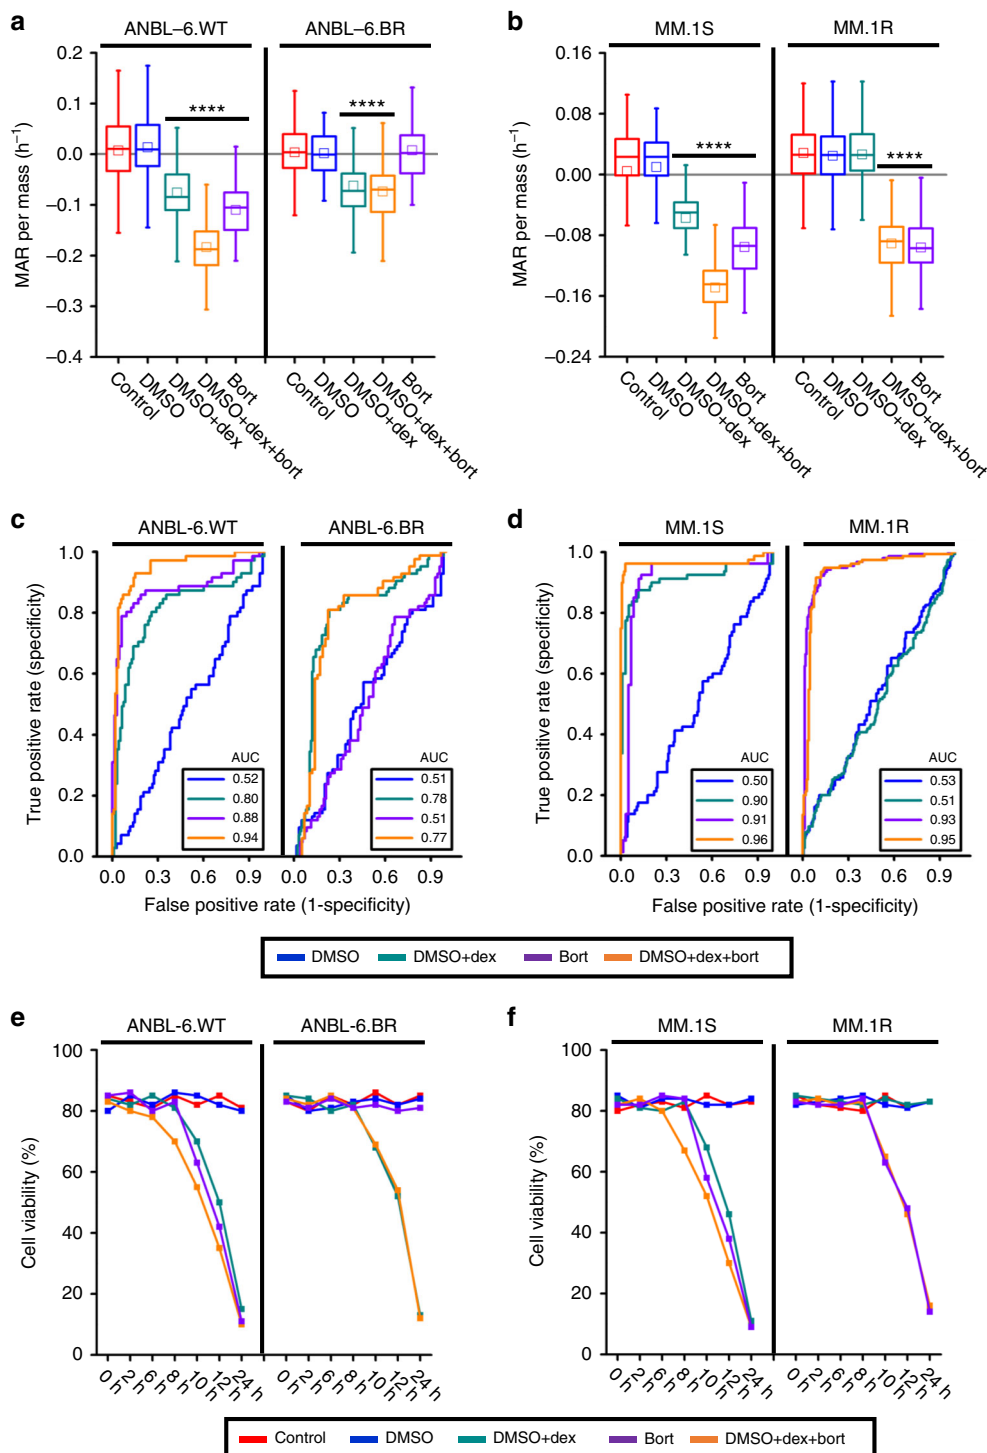 a
ANBL–6.WT
ANBL–6.BR
MAR per mass (h⁻¹)
0.2
0.1
0.0
–0.1
–0.2
–0.3
–0.4
****
****
Control
DMSO
DMSO+dex
DMSO+dex+bort
Bort
Control
DMSO
DMSO+dex
DMSO+dex+bort
Bort
b
MM.1S
MM.1R
MAR per mass (h⁻¹)
0.16
0.08
0.00
–0.08
–0.16
–0.24
****
****
Control
DMSO
DMSO+dex
DMSO+dex+bort
Bort
Control
DMSO
DMSO+dex
DMSO+dex+bort
Bort
c
ANBL-6.WT
ANBL-6.BR
True positive rate (specificity)
1.0
0.8
0.6
0.4
0.2
0.0
AUC
0.52
0.80
0.88
0.94
AUC
0.51
0.78
0.51
0.77
0.0 0.3 0.6 0.9 0.0 0.3 0.6 0.9
False positive rate (1-specificity)
d
MM.1S
MM.1R
True positive rate (specificity)
1.0
0.8
0.6
0.4
0.2
0.0
AUC
0.50
0.90
0.91
0.96
AUC
0.53
0.51
0.93
0.95
0.0 0.3 0.6 0.9 0.0 0.3 0.6 0.9
False positive rate (1-specificity)
DMSO DMSO+dex Bort DMSO+dex+bort
e
ANBL-6.WT
ANBL-6.BR
Cell viability (%)
100
80
60
40
20
0
0 h 2 h 6 h 8 h 10 h 12 h 24 h 0 h 2 h 6 h 8 h 10 h 12 h 24 h
f
MM.1S
MM.1R
Cell viability (%)
100
80
60
40
20
0
0 h 2 h 6 h 8 h 10 h 12 h 24 h 0 h 2 h 6 h 8 h 10 h 12 h 24 h
Control DMSO DMSO+dex Bort DMSO+dex+bort